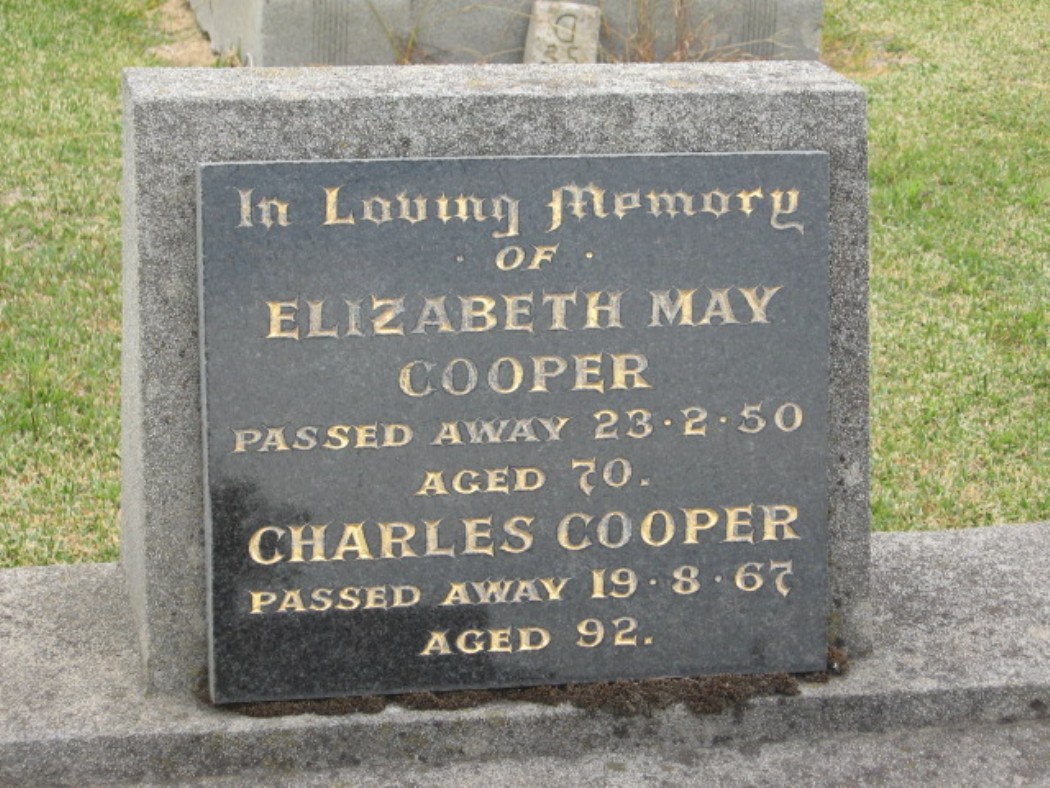 In Loving Memory
· OF ·
ELIZABETH MAY
COOPER
PASSED AWAY 23·2·50
AGED 70.
CHARLES COOPER
PASSED AWAY 19·8·67
AGED 92.